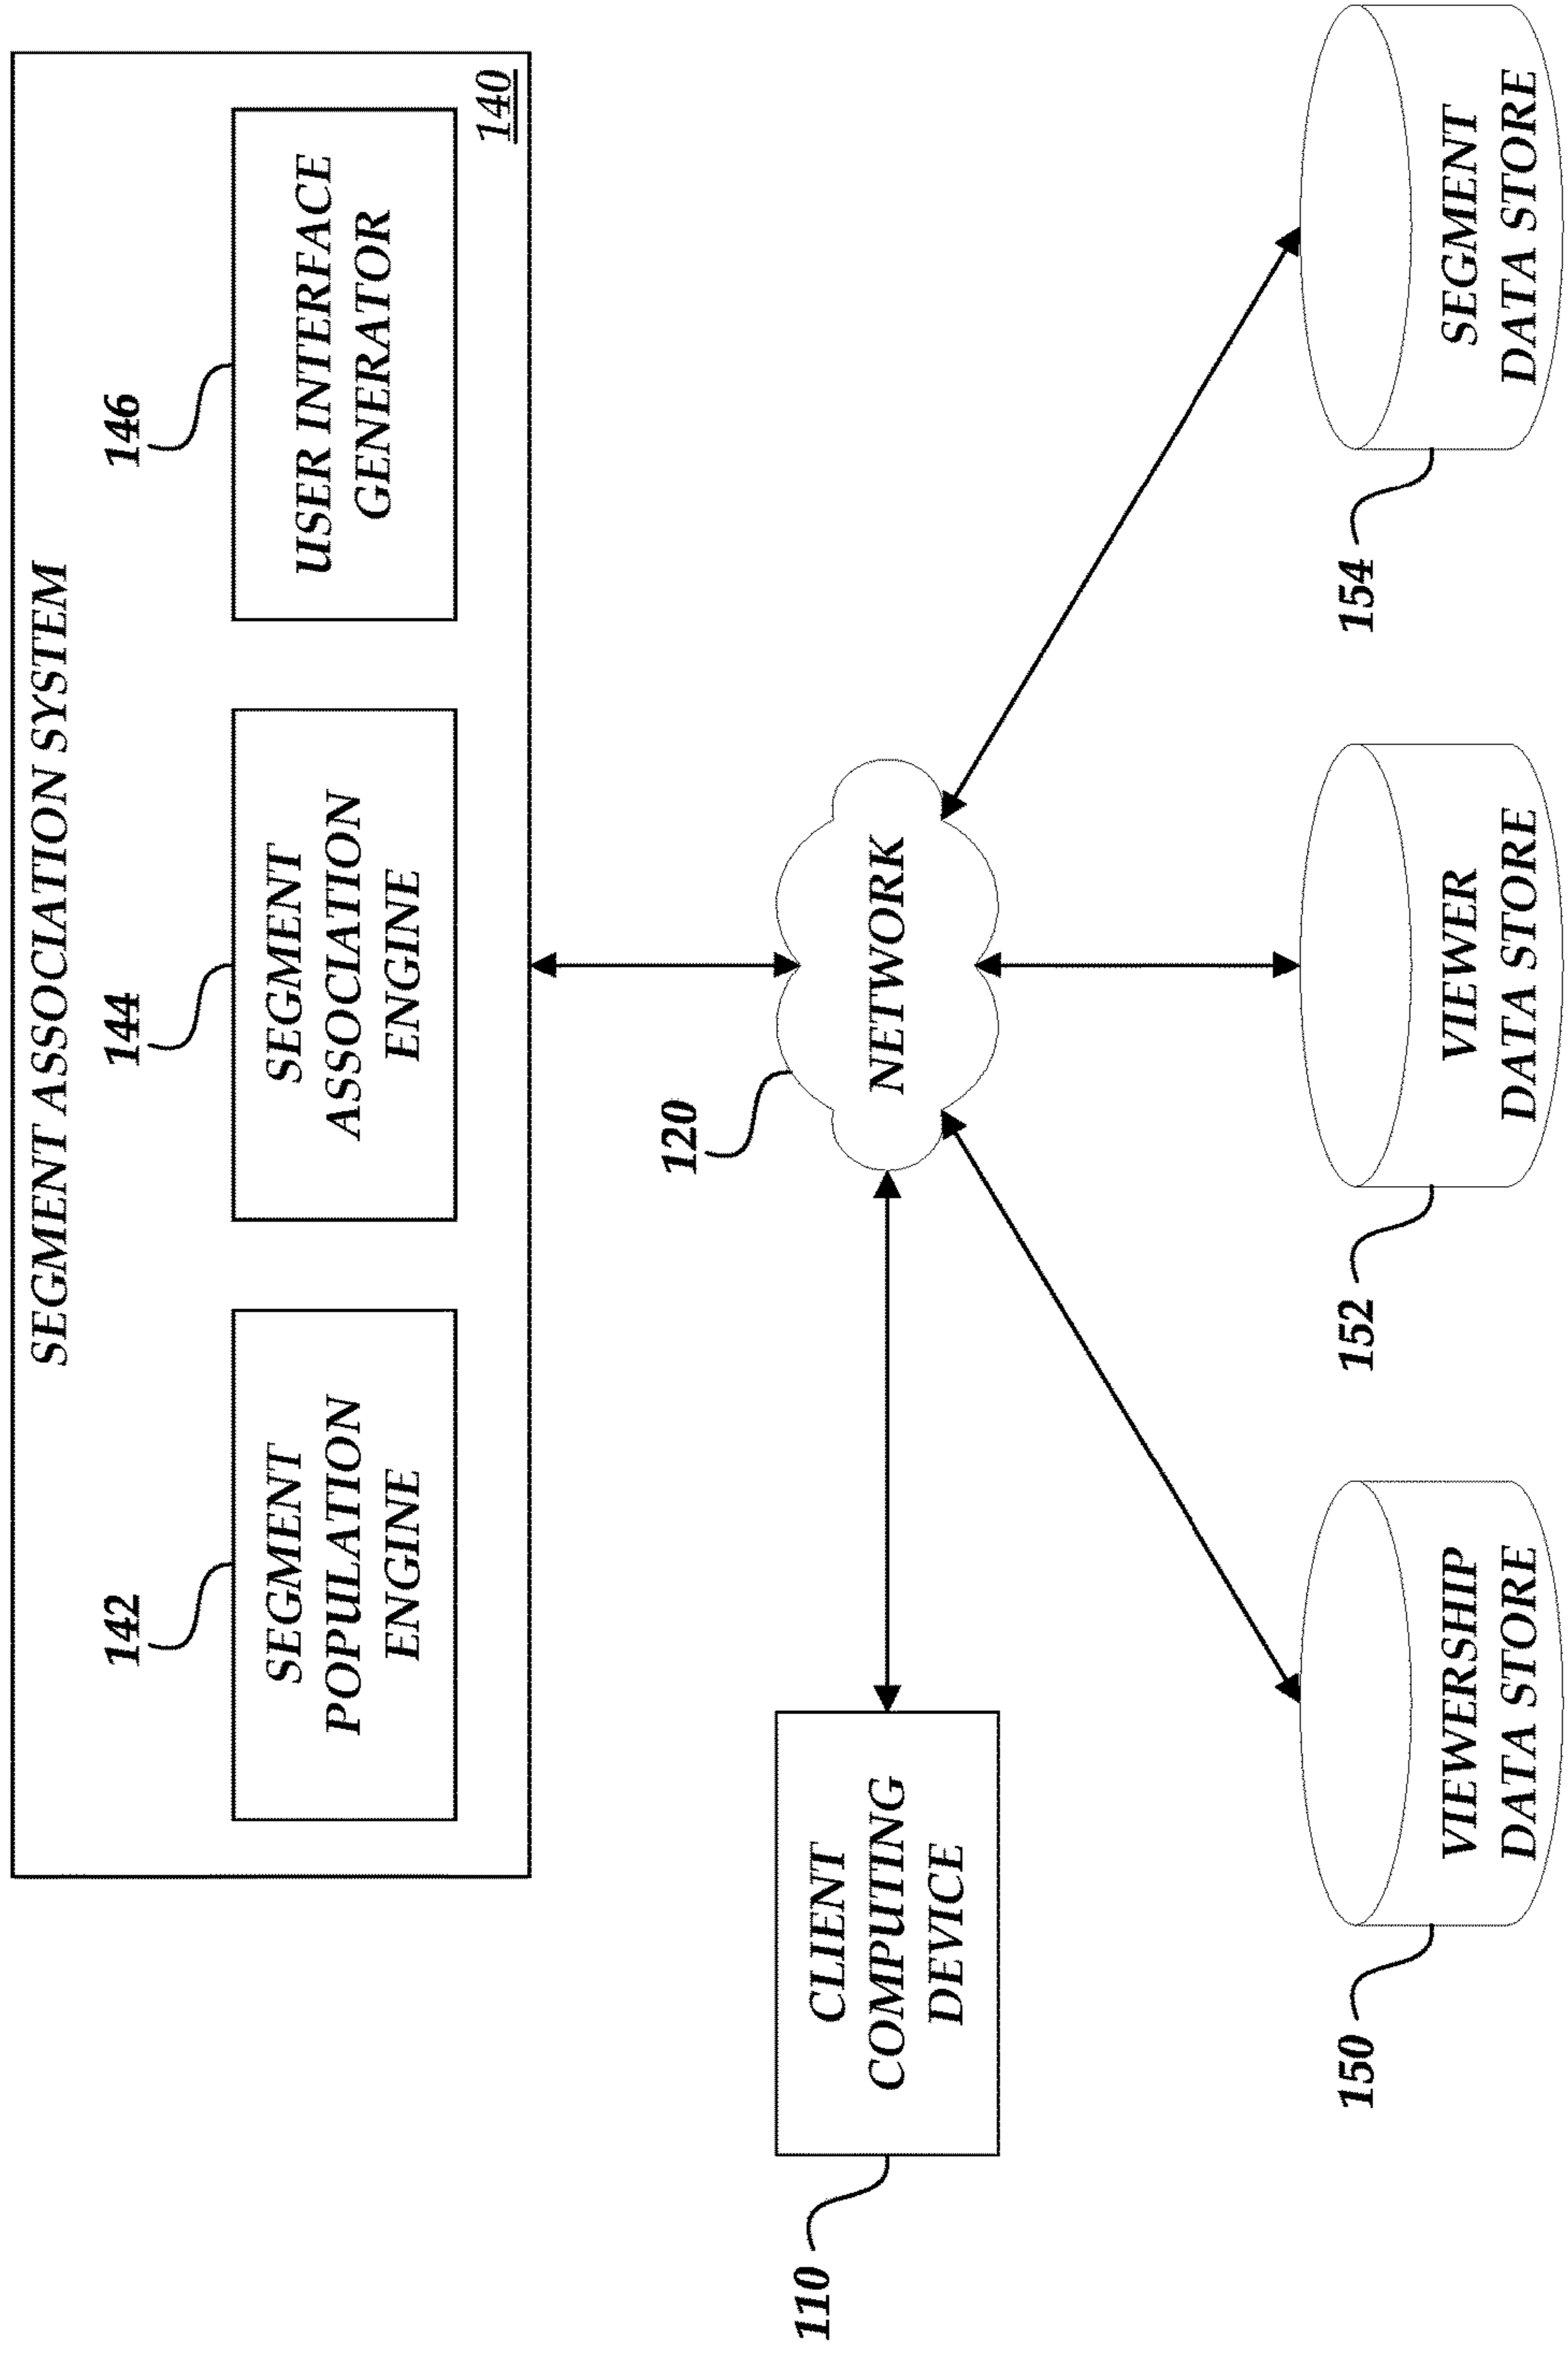 SEGMENT ASSOCIATION SYSTEM
142
144
146
SEGMENT
POPULATION
ENGINE
SEGMENT
ASSOCIATION
ENGINE
USER INTERFACE
GENERATOR
140
120
110
CLIENT
COMPUTING
DEVICE
NETWORK
150
152
154
VIEWERSHIP
DATA STORE
VIEWER
DATA STORE
SEGMENT
DATA STORE